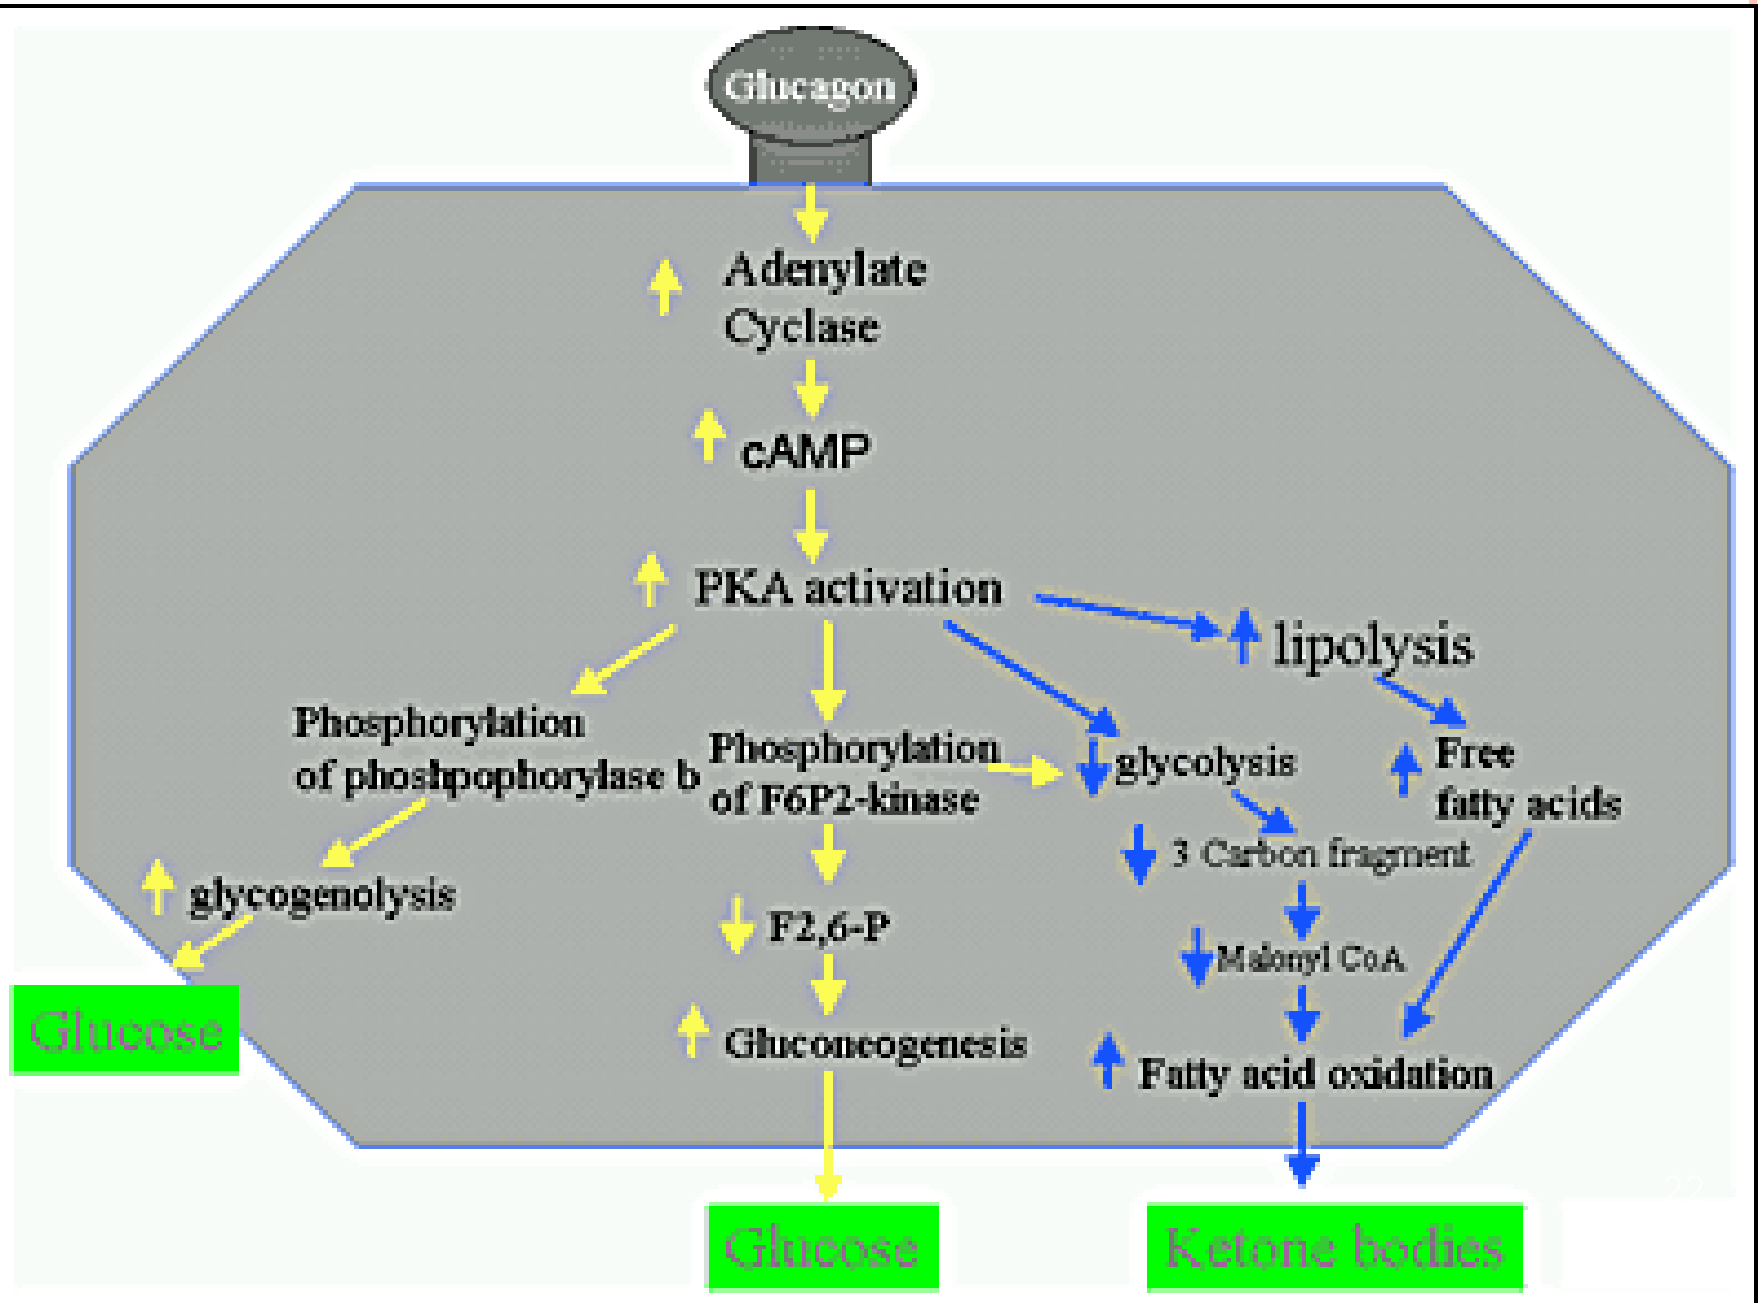 Glucagon
Adenylate
Cyclase
cAMP
PKA activation
lipolysis
Phosphorylation
of phoshpophorylase b
Phosphorylation
of F6P2-kinase
glycolysis
Free
fatty acids
3 Carbon fragment
glycogenolysis
F2,6-P
Malonyl CoA
Glucose
Gluconeogenesis
Fatty acid oxidation
Glucose
Ketone bodies
22